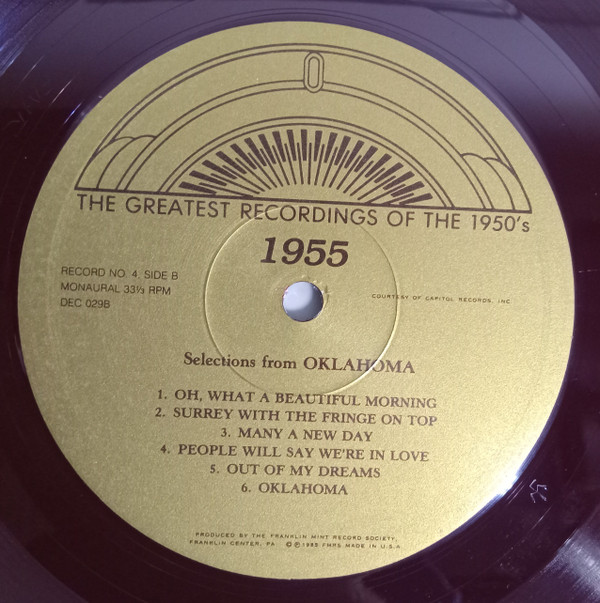 THE GREATEST RECORDINGS OF THE 1950's
1955
RECORD NO. 4, SIDE B
MONAURAL 33⅓ RPM
DEC 029B
COURTESY OF CAPITOL RECORDS, INC.
Selections from OKLAHOMA
1. OH, WHAT A BEAUTIFUL MORNING
2. SURREY WITH THE FRINGE ON TOP
3. MANY A NEW DAY
4. PEOPLE WILL SAY WE'RE IN LOVE
5. OUT OF MY DREAMS
6. OKLAHOMA
PRODUCED BY THE FRANKLIN MINT RECORD SOCIETY,
FRANKLIN CENTER, PA © ℗ FMRS MADE IN U.S.A.